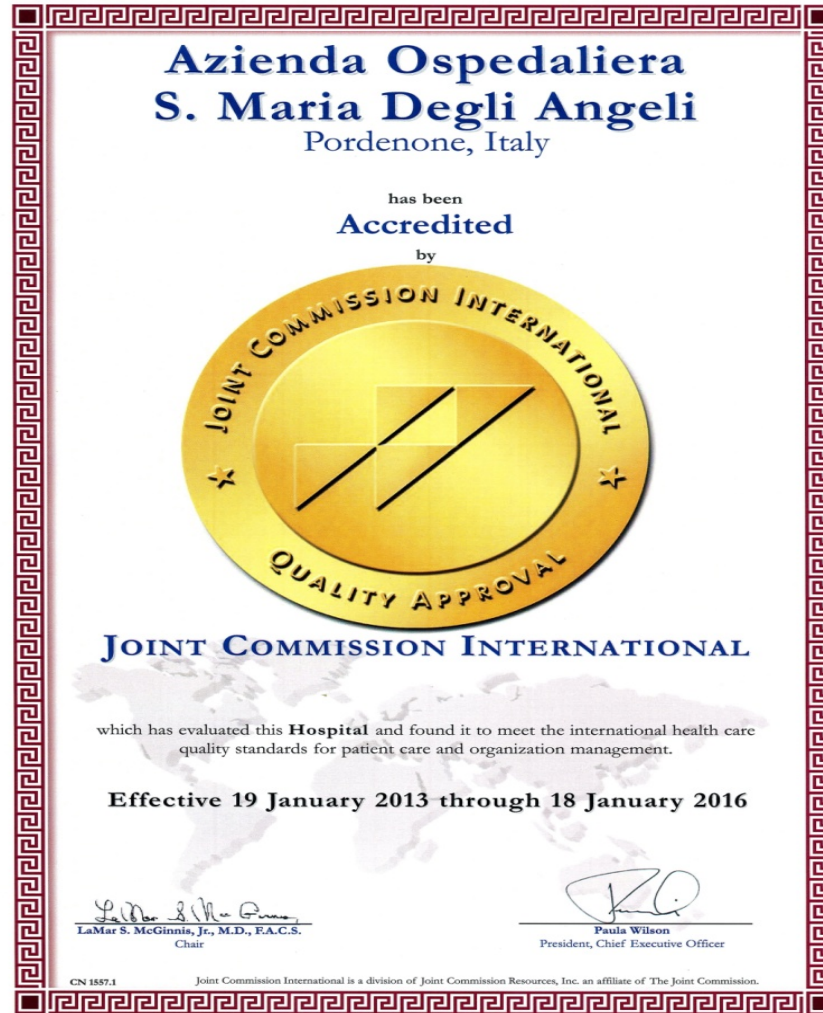 Azienda Ospedaliera
S. Maria Degli Angeli
Pordenone, Italy
has been
Accredited
by
JOINT COMMISSION INTERNATIONAL
QUALITY APPROVAL
JOINT COMMISSION INTERNATIONAL
which has evaluated this Hospital and found it to meet the international health care
quality standards for patient care and organization management.
Effective 19 January 2013 through 18 January 2016
LaMar S. McGinnis, Jr., M.D., F.A.C.S.
Chair
Paula Wilson
President, Chief Executive Officer
CN 1557.1
Joint Commission International is a division of Joint Commission Resources, Inc. an affiliate of The Joint Commission.